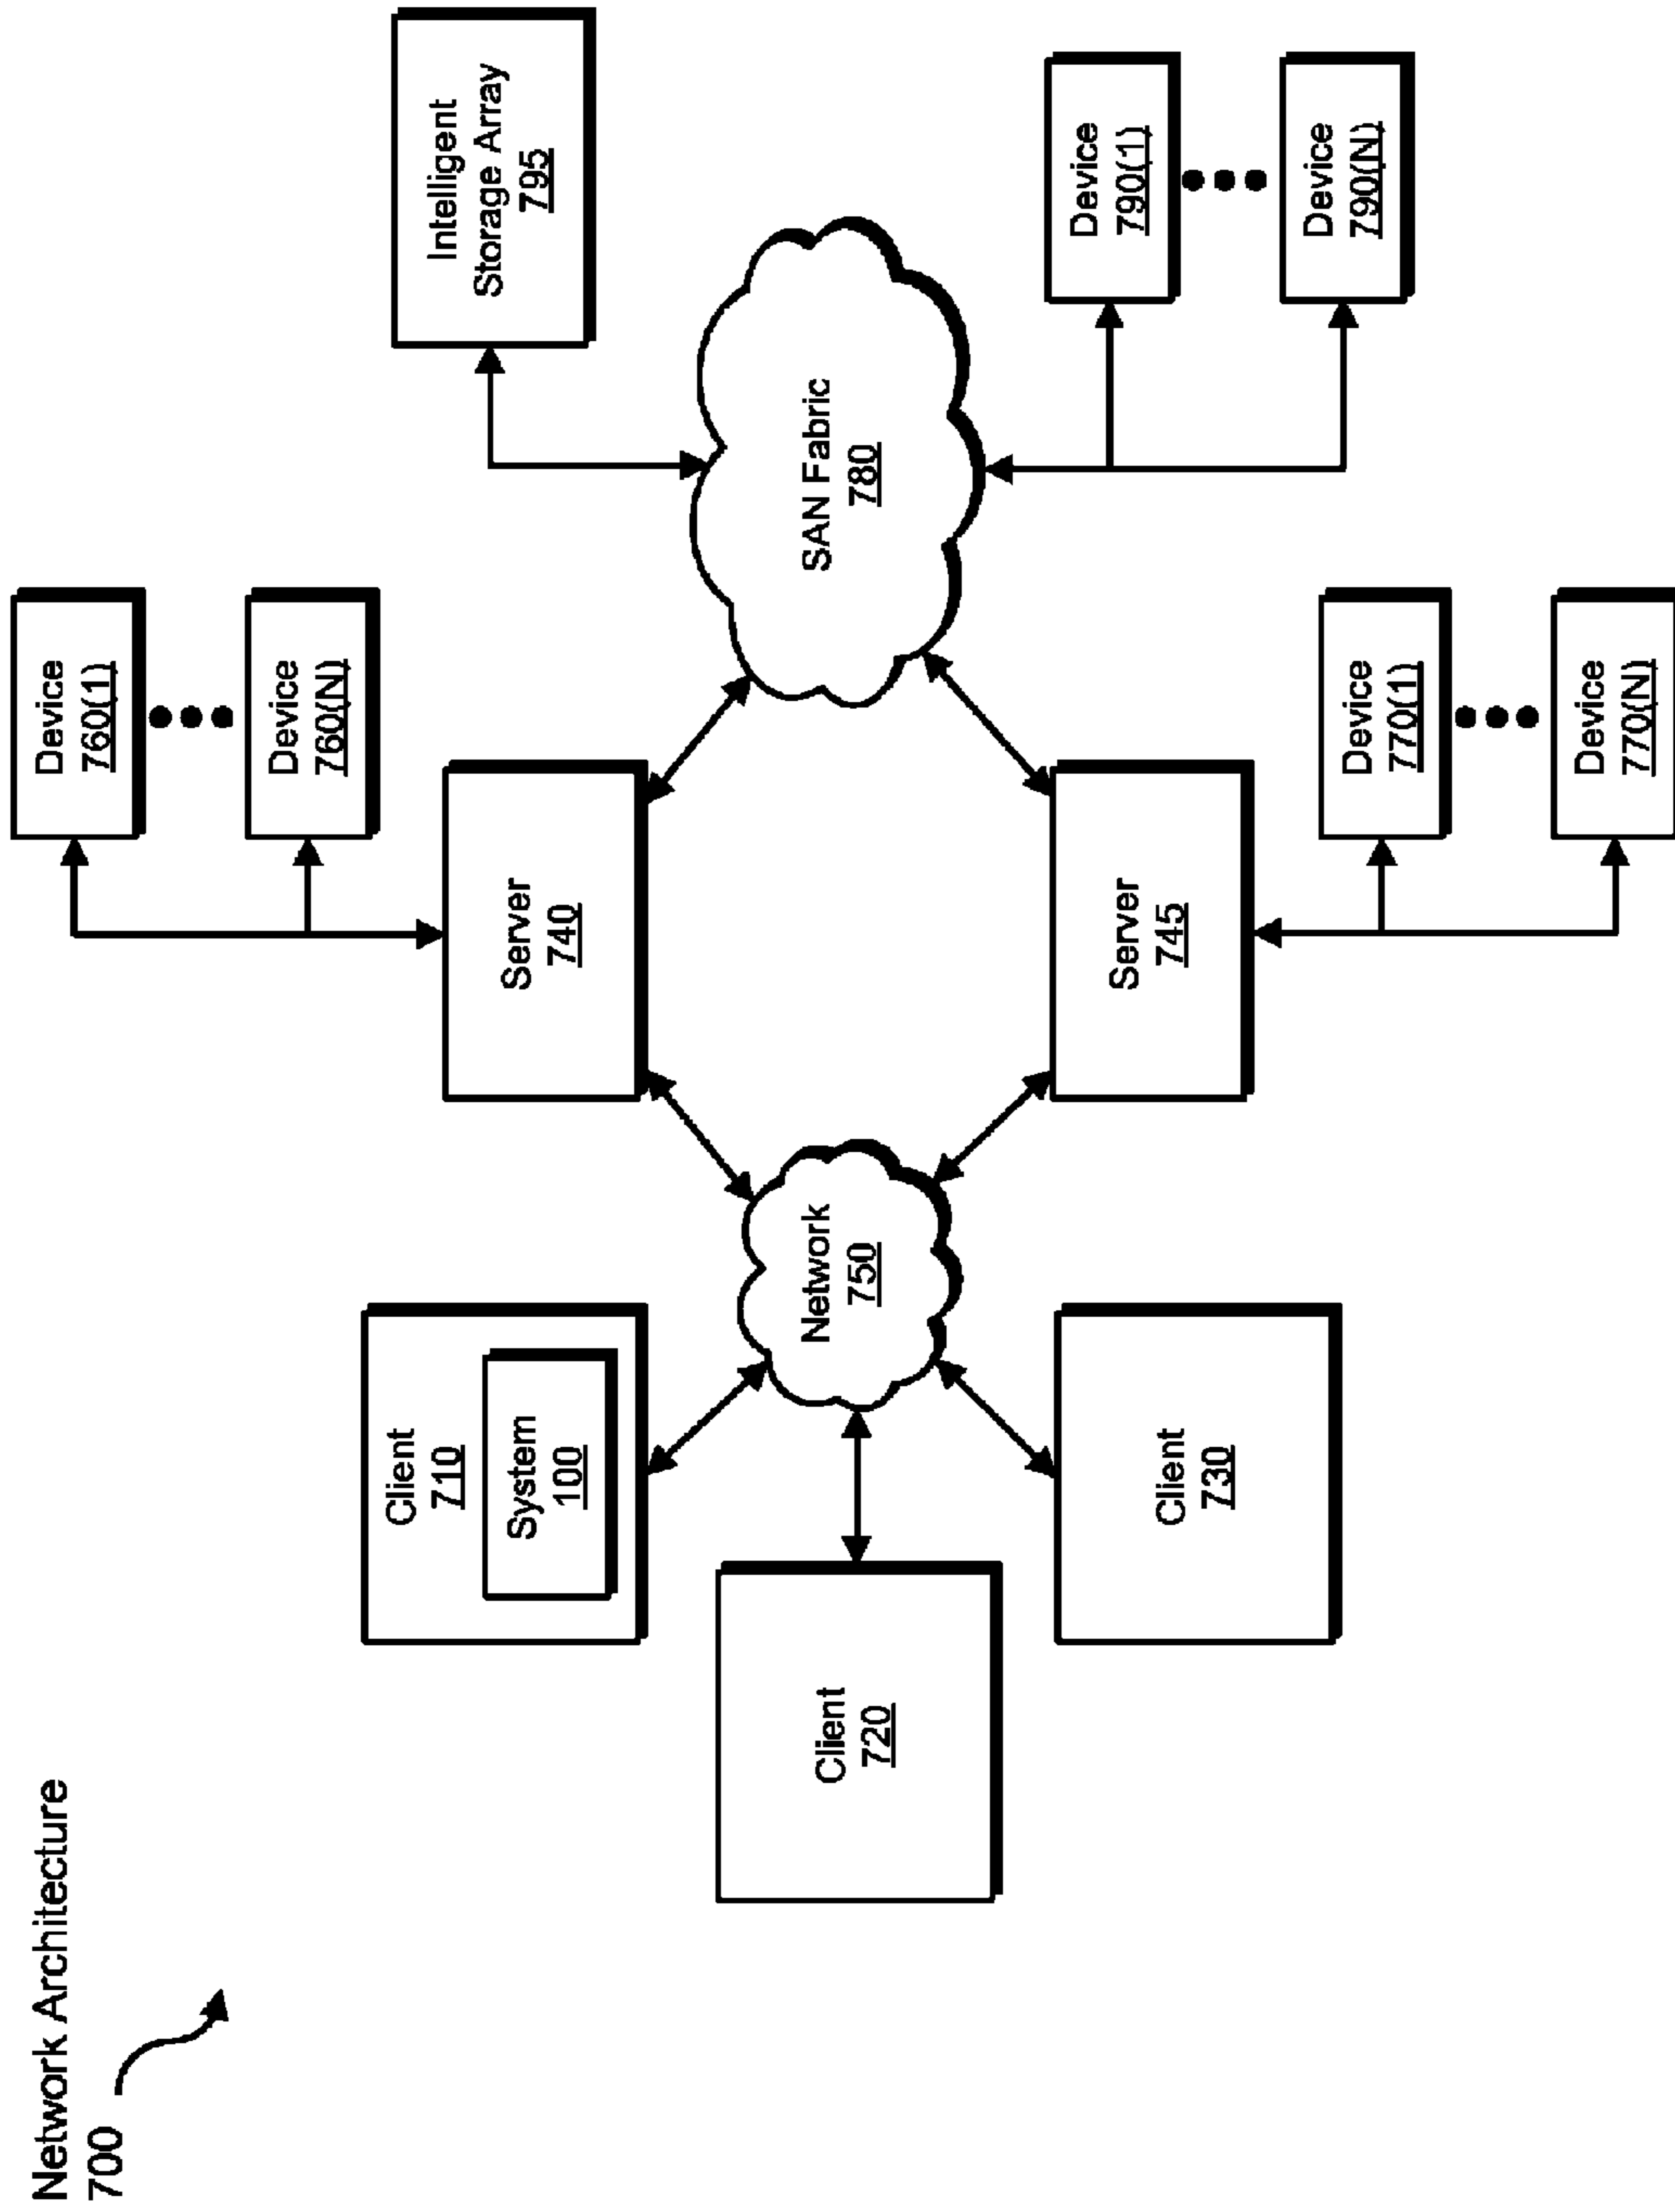 Network Architecture
700
Client
710
System
100
Client
720
Client
730
Network
750
Server
740
Server
745
Device
760(1)
Device
760(N)
Device
770(1)
Device
770(N)
SAN Fabric
780
Intelligent
Storage Array
795
Device
790(1)
Device
790(N)